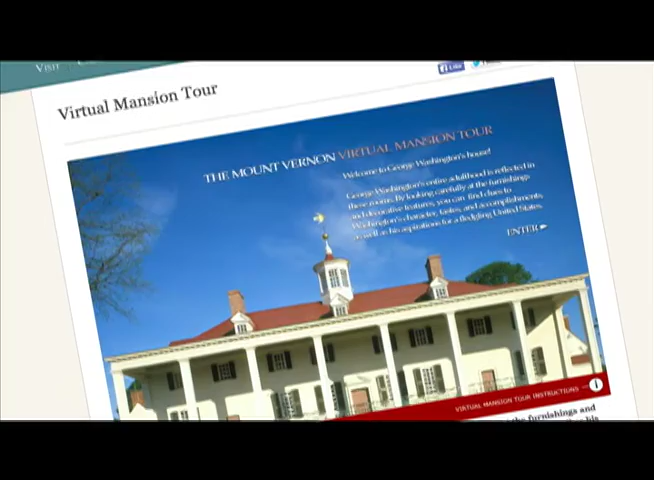 VISIT
Like
Virtual Mansion Tour
THE MOUNT VERNON VIRTUAL MANSION TOUR
Welcome to George Washington's house!
George Washington's entire adulthood is reflected in
these rooms. By looking carefully at the furnishings
and decorative features, you can find clues to
Washington's character, tastes, and accomplishments,
as well as his aspirations for a fledgling United States.
ENTER
VIRTUAL MANSION TOUR INSTRUCTIONS
i
the furnishings and
his